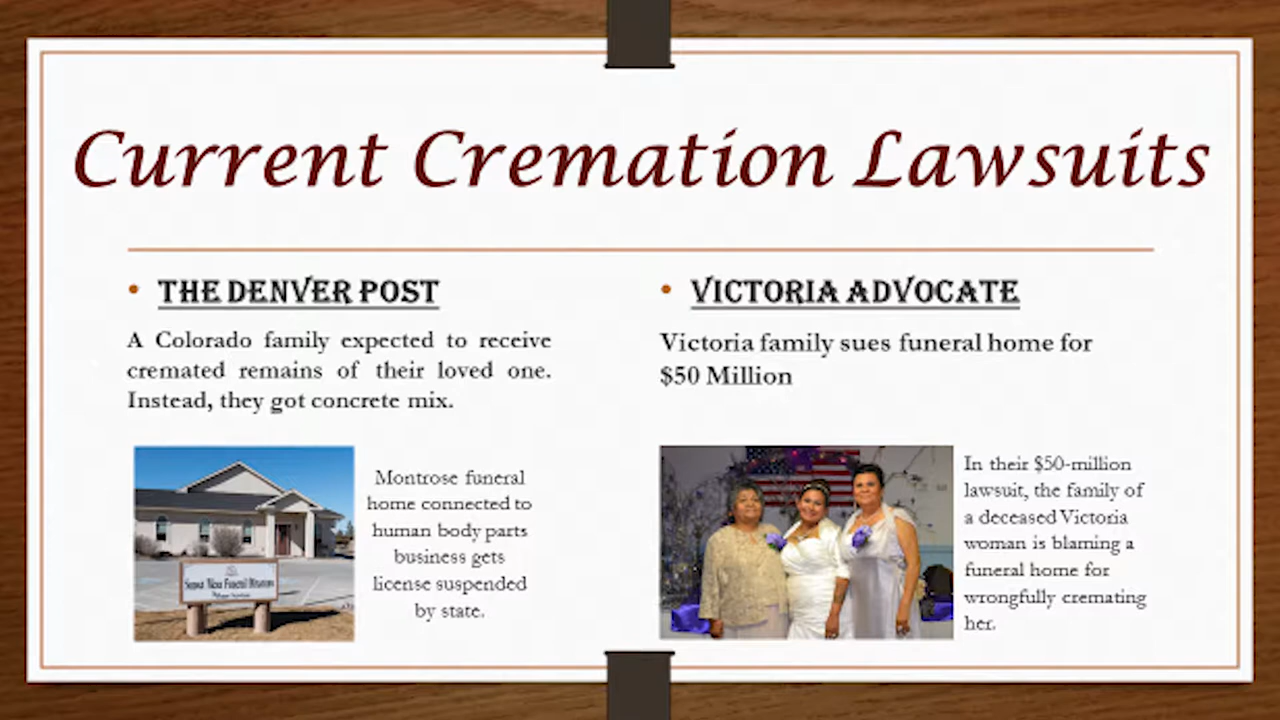 Current Cremation Lawsuits
• THE DENVER POST
A Colorado family expected to receive
cremated remains of their loved one.
Instead, they got concrete mix.
Montrose funeral
home connected to
human body parts
business gets
license suspended
by state.
• VICTORIA ADVOCATE
Victoria family sues funeral home for
$50 Million
In their $50-million
lawsuit, the family of
a deceased Victoria
woman is blaming a
funeral home for
wrongfully cremating
her.